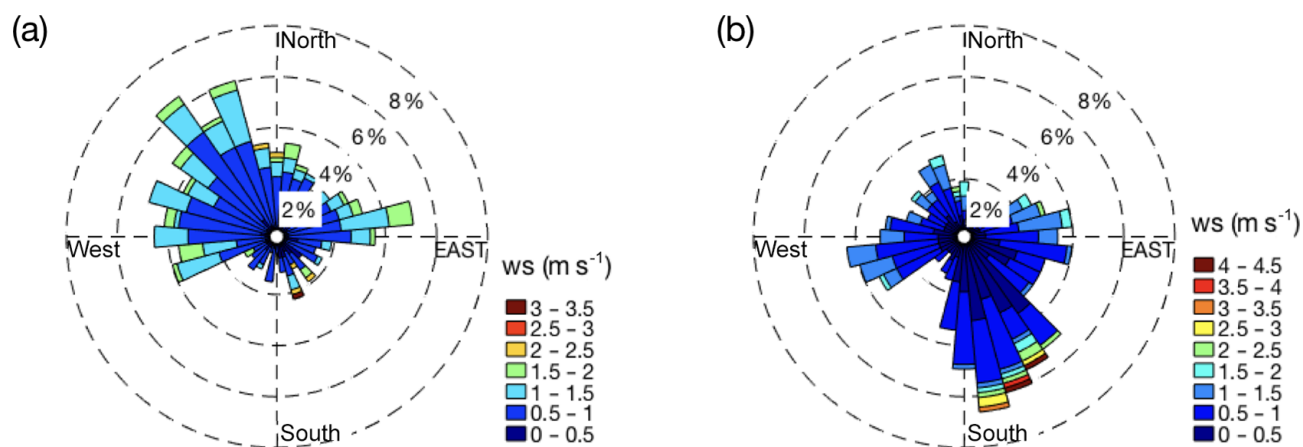 (a)
North
8%
6%
4%
2%
West
EAST
South
ws (m s⁻¹)
3 – 3.5
2.5 – 3
2 – 2.5
1.5 – 2
1 – 1.5
0.5 – 1
0 – 0.5
(b)
North
8%
6%
4%
2%
West
EAST
South
ws (m s⁻¹)
4 – 4.5
3.5 – 4
3 – 3.5
2.5 – 3
2 – 2.5
1.5 – 2
1 – 1.5
0.5 – 1
0 – 0.5